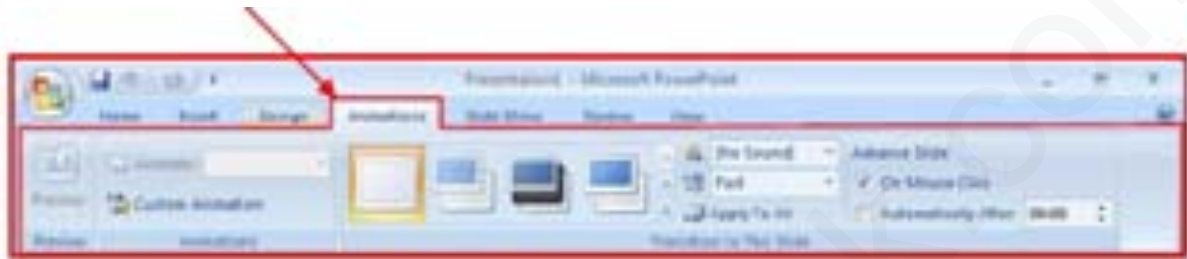 Presentation1 - Microsoft PowerPoint
Home Insert Design Animations Slide Show Review View
Preview Animate: (No Sound) Advance Slide
Custom Animation Fast On Mouse Click
Apply To All Automatically After: 00:00
Preview Animations Transition to This Slide